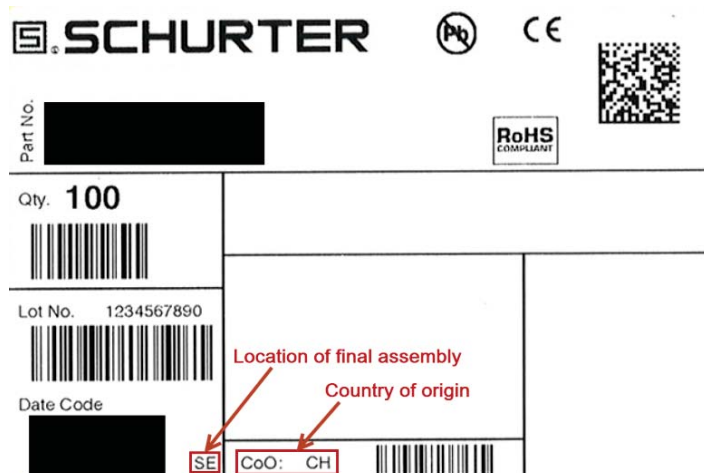 SCHURTER
Pb
CE
Part No.
RoHS
COMPLIANT
Qty. 100
Lot No. 1234567890
Location of final assembly
Country of origin
Date Code
SE
CoO: CH